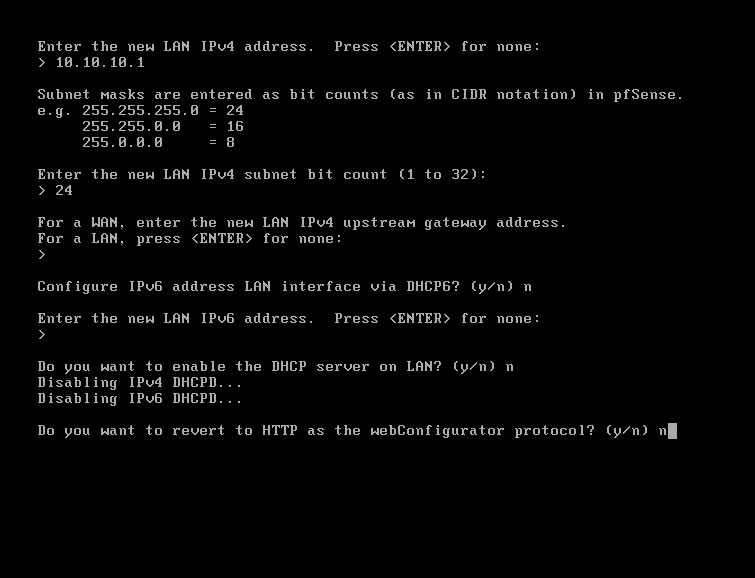 Enter the new LAN IPv4 address.  Press <ENTER> for none:
> 10.10.10.1
Subnet masks are entered as bit counts (as in CIDR notation) in pfSense.
e.g. 255.255.255.0 = 24
     255.255.0.0   = 16
     255.0.0.0     = 8
Enter the new LAN IPv4 subnet bit count (1 to 32):
> 24
For a WAN, enter the new LAN IPv4 upstream gateway address.
For a LAN, press <ENTER> for none:
>
Configure IPv6 address LAN interface via DHCP6? (y/n) n
Enter the new LAN IPv6 address.  Press <ENTER> for none:
>
Do you want to enable the DHCP server on LAN? (y/n) n
Disabling IPv4 DHCPD...
Disabling IPv6 DHCPD...
Do you want to revert to HTTP as the webConfigurator protocol? (y/n) n